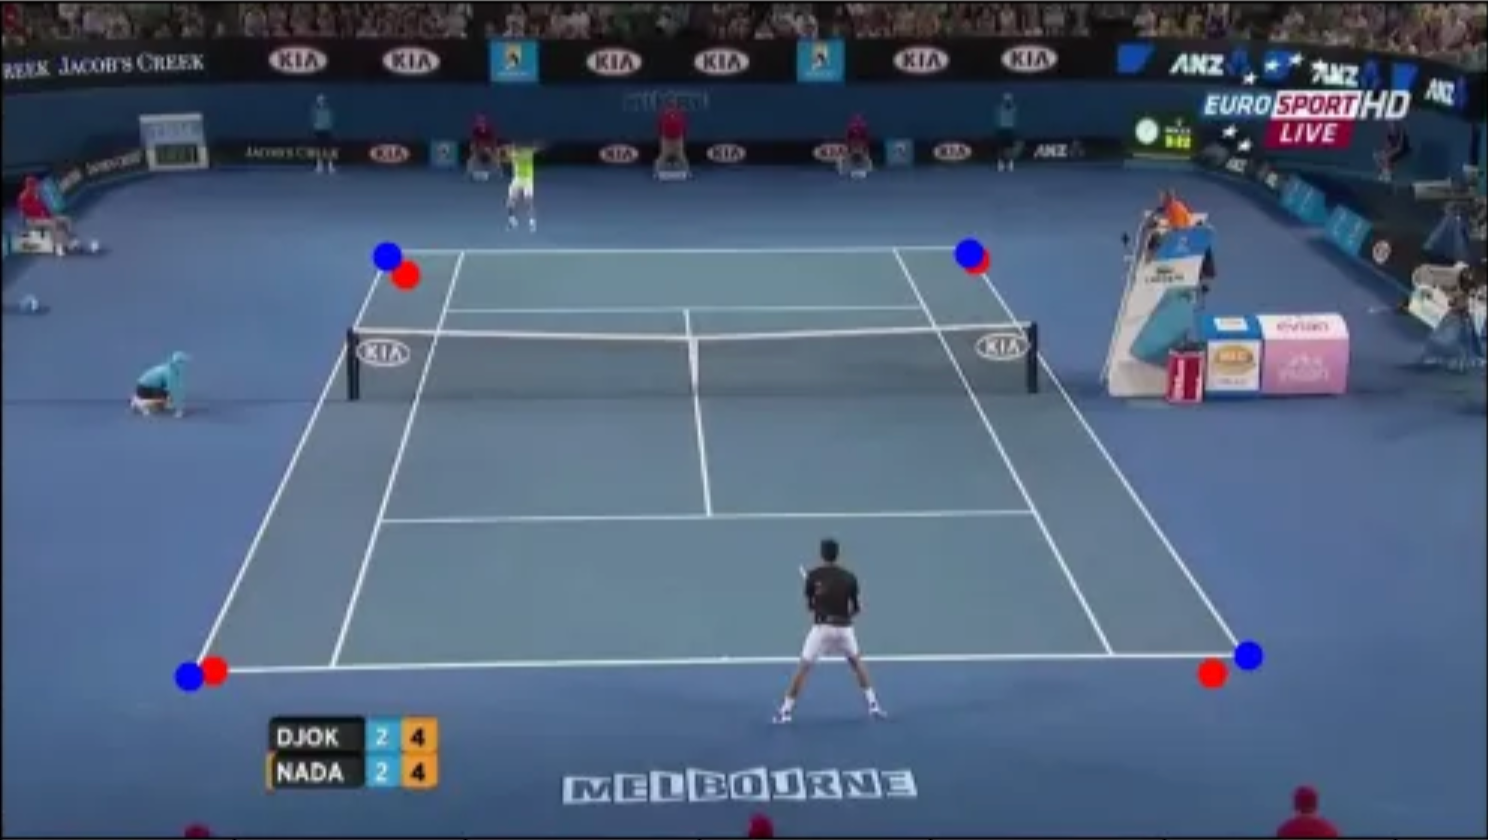 REEK JACOB'S CREEK KIA KIA KIA KIA KIA KIA ANZ ANZ ANZ
EUROSPORT HD
LIVE
JACOB'S CREEK KIA KIA KIA KIA KIA ANZ
KIA KIA
evian
DJOK 2 4
NADA 2 4
MELBOURNE